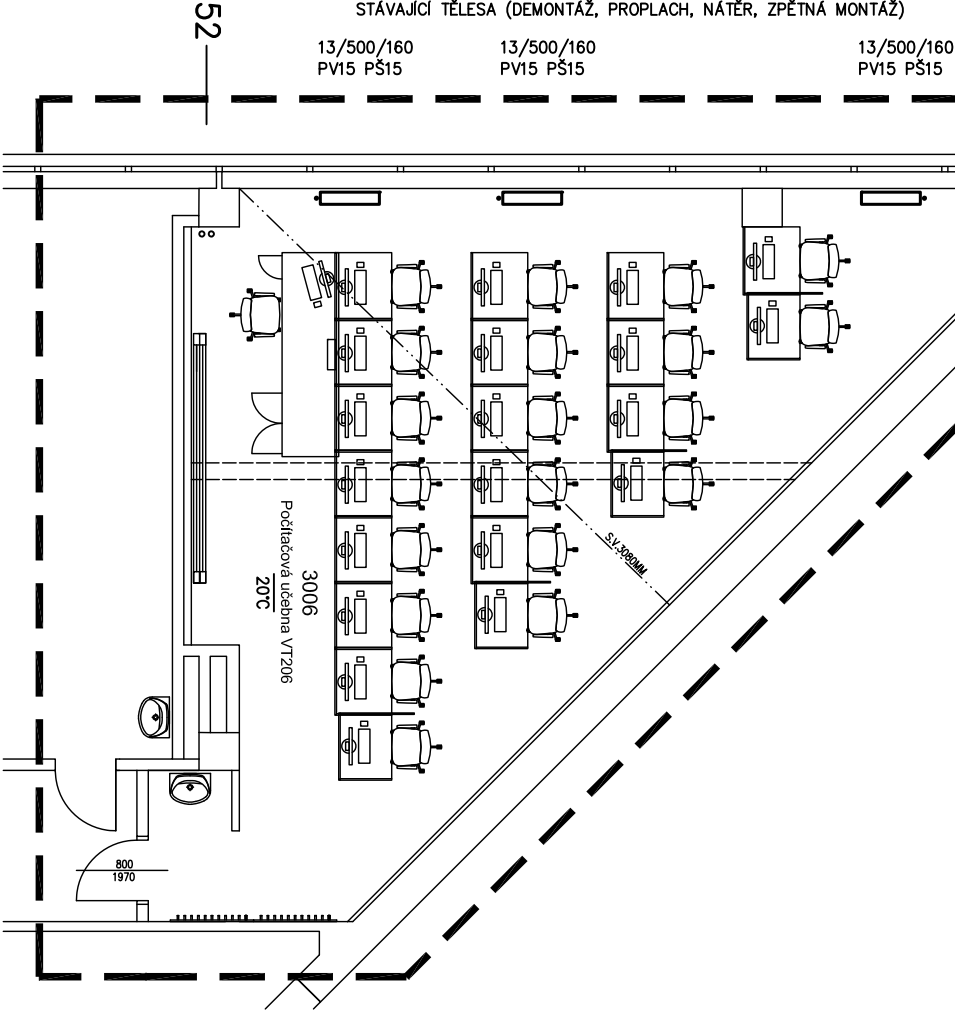 STÁVAJÍCÍ TĚLESA (DEMONTÁŽ, PROPLACH, NÁTĚR, ZPĚTNÁ MONTÁŽ)
52
13/500/160
PV15 PŠ15
13/500/160
PV15 PŠ15
13/500/160
PV15 PŠ15
S.V.3080MM
3006
Počítačová učebna VT206
20°C
800
1970